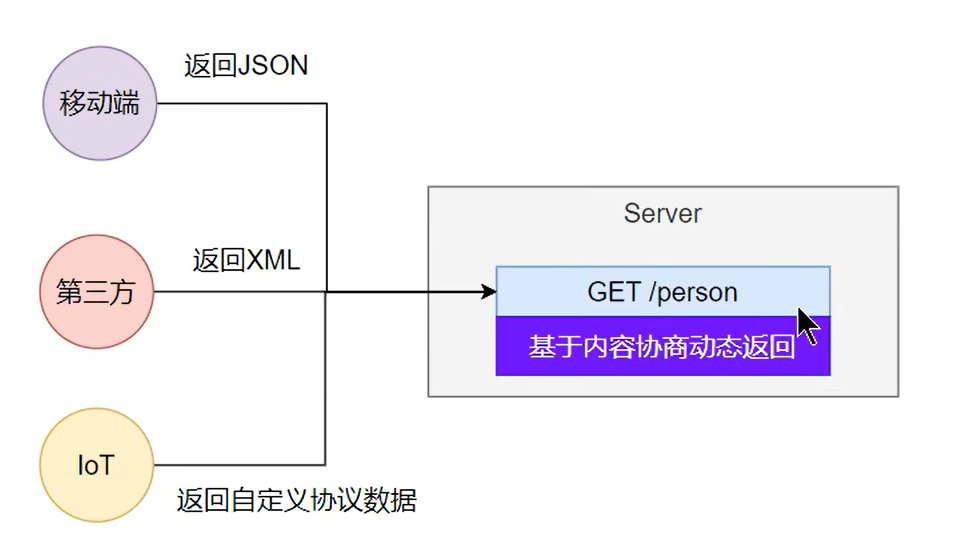 返回JSON
移动端
Server
返回XML
第三方
GET /person
基于内容协商动态返回
IoT
返回自定义协议数据